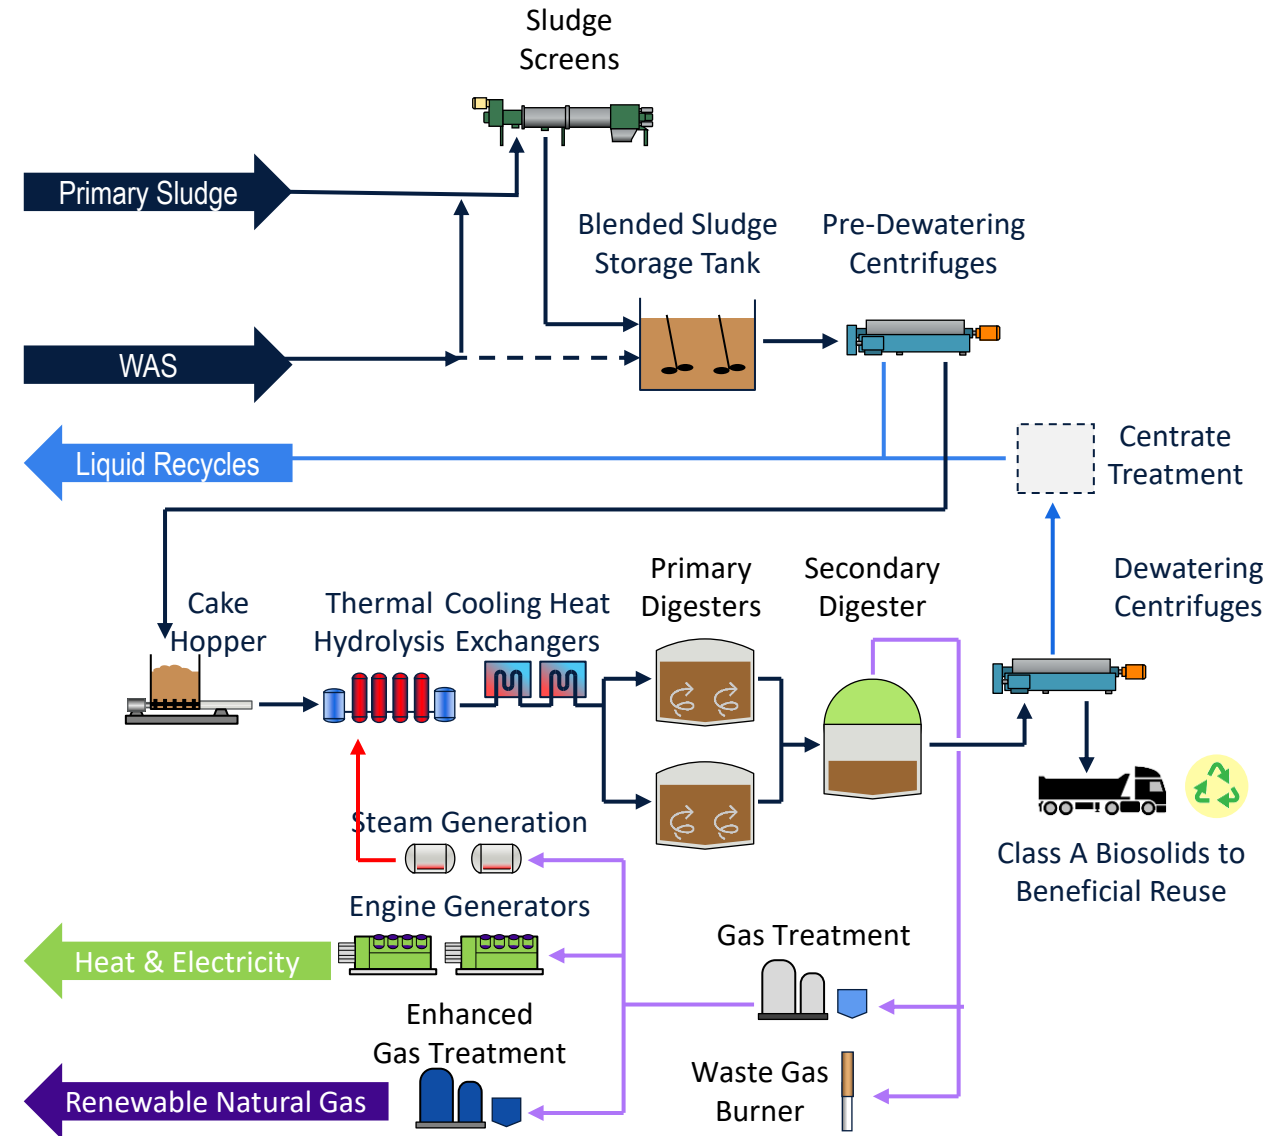 Sludge
Screens
Primary Sludge
Blended Sludge
Storage Tank
Pre-Dewatering
Centrifuges
WAS
Liquid Recycles
Centrate
Treatment
Cake
Hopper
Thermal
Hydrolysis
Cooling Heat
Exchangers
Primary
Digesters
Secondary
Digester
Dewatering
Centrifuges
Steam Generation
Class A Biosolids to
Beneficial Reuse
Engine Generators
Heat & Electricity
Gas Treatment
Enhanced
Gas Treatment
Renewable Natural Gas
Waste Gas
Burner